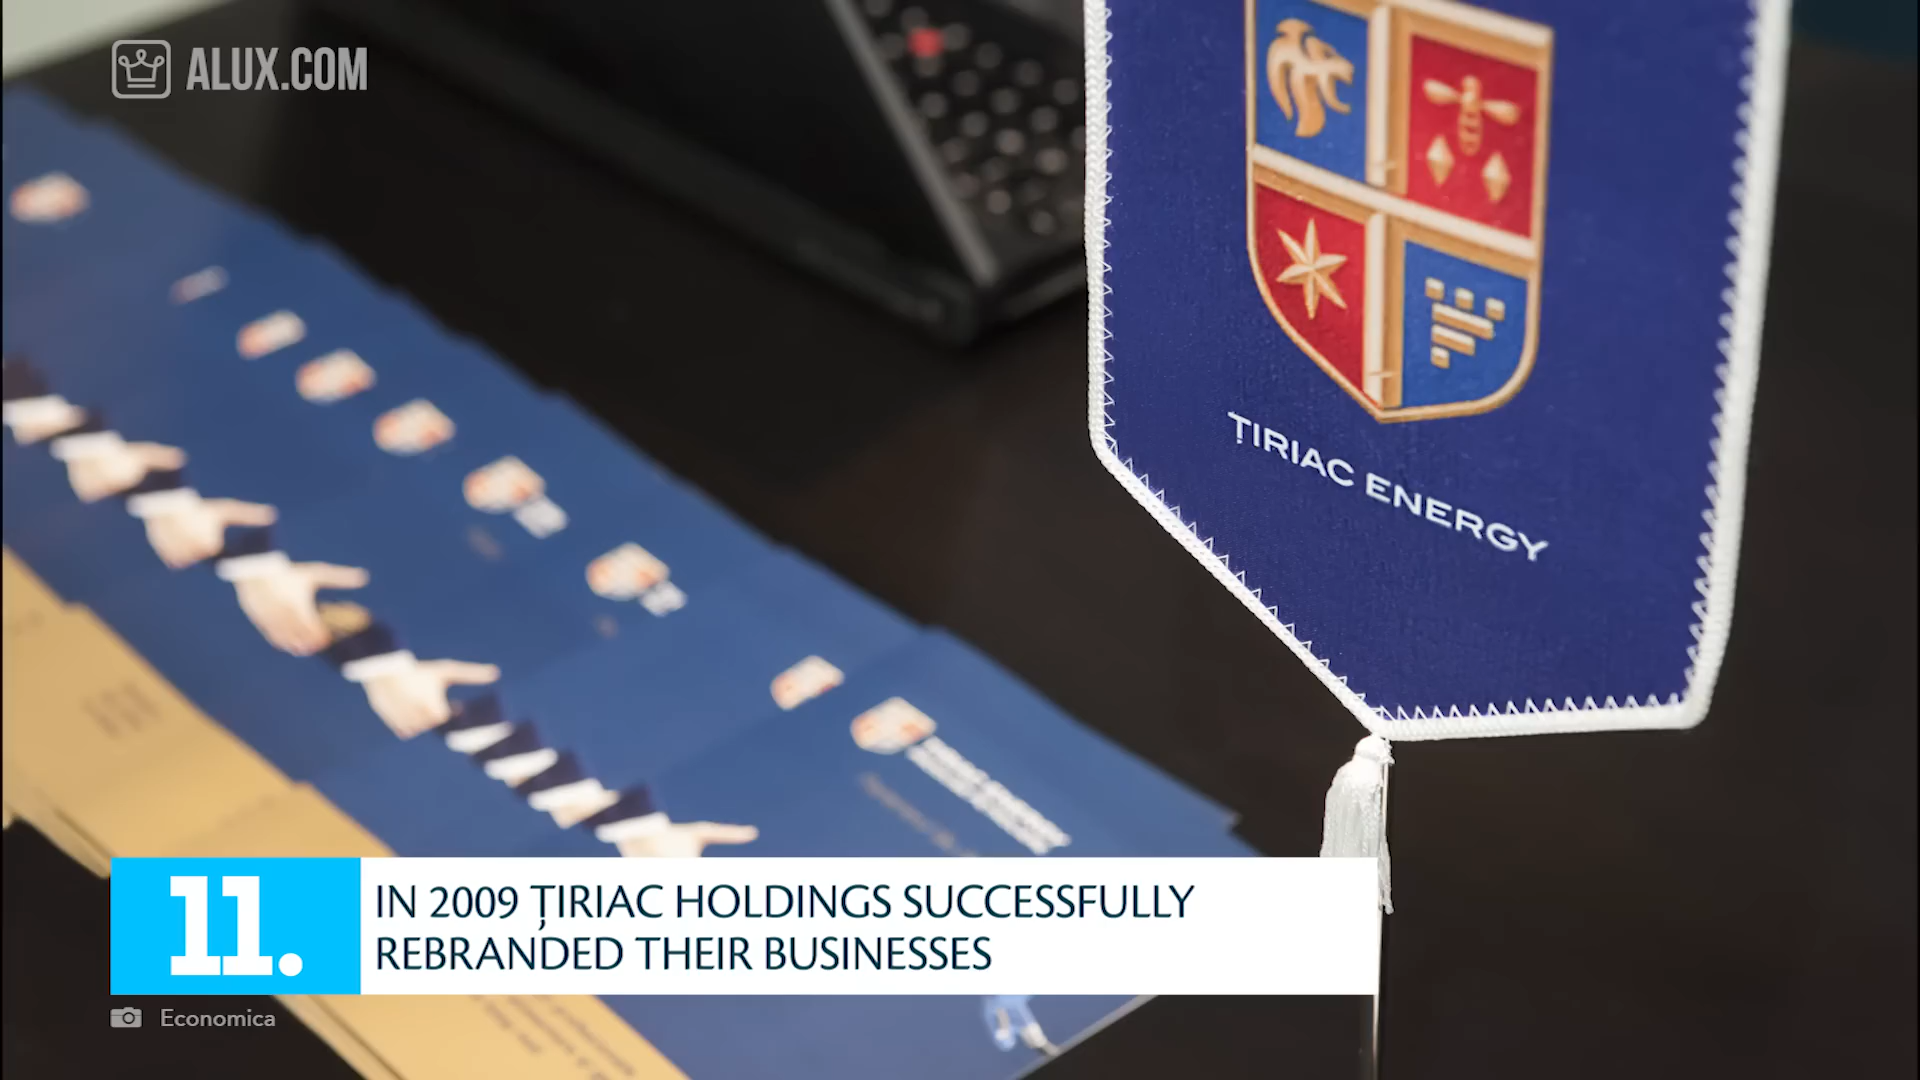 ALUX.COM
ȚIRIAC ENERGY
11.
IN 2009 ȚIRIAC HOLDINGS SUCCESSFULLY
REBRANDED THEIR BUSINESSES
Economica